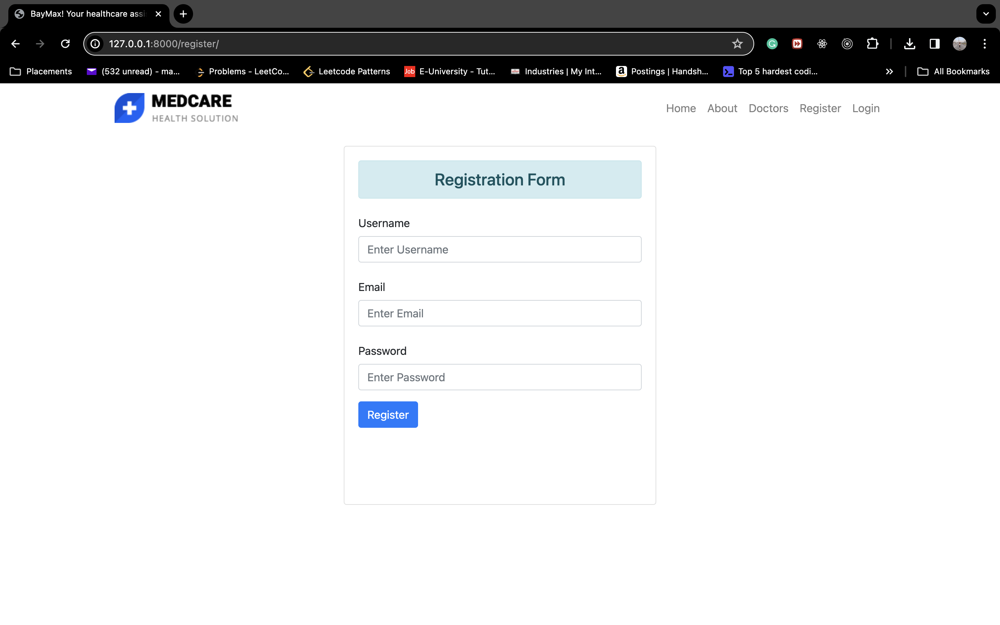 BayMax! Your healthcare assi
127.0.0.1:8000/register/
Placements (532 unread) - ma... Problems - LeetCo... Leetcode Patterns Job E-University - Tut... Industries | My Int... a Postings | Handsh... Top 5 hardest codi... All Bookmarks
MEDCARE
HEALTH SOLUTION
Home About Doctors Register Login
Registration Form
Username
Enter Username
Email
Enter Email
Password
Enter Password
Register